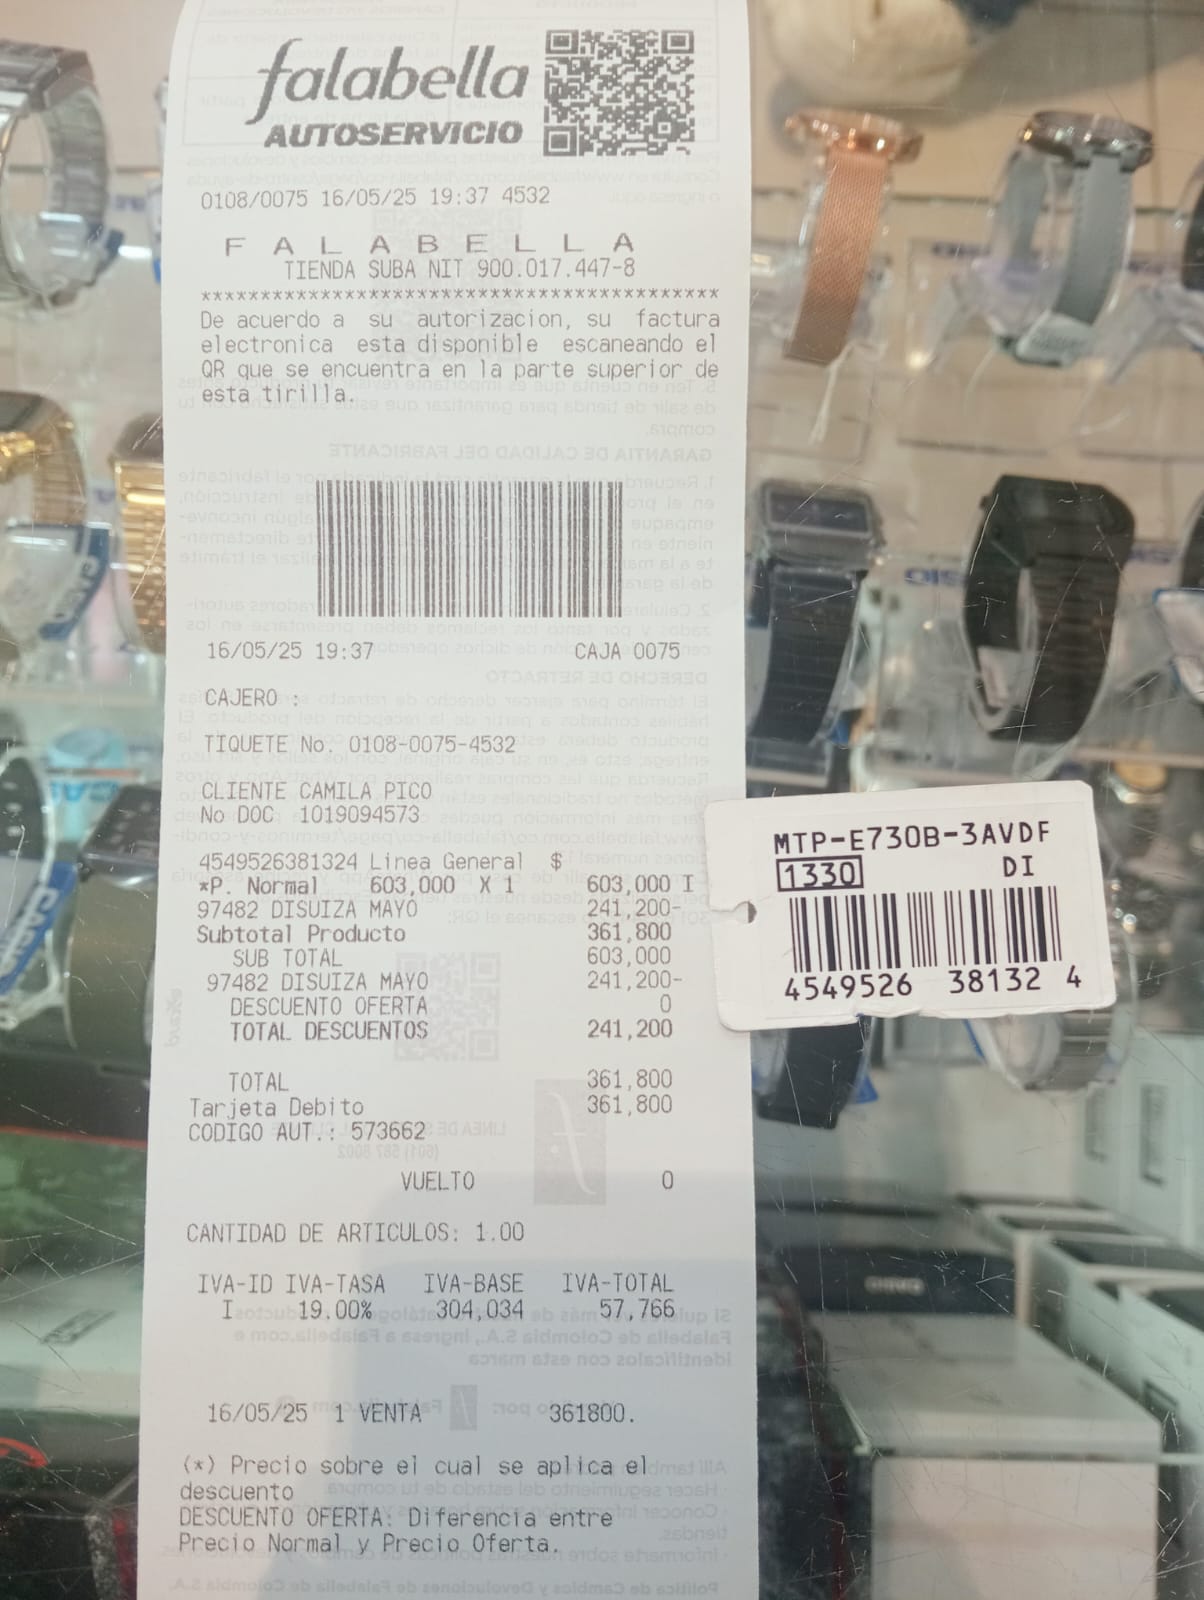 falabella
AUTOSERVICIO
0108/0075 16/05/25 19:37 4532
F A L A B E L L A
TIENDA SUBA NIT 900.017.447-8
*******************************************
De acuerdo a su autorizacion, su factura
electronica esta disponible escaneando el
QR que se encuentra en la parte superior de
esta tirilla.
16/05/25 19:37 CAJA 0075
CAJERO :
TIQUETE No. 0108-0075-4532
CLIENTE CAMILA PICO
No DOC 1019094573
4549526381324 Linea General $
*P. Normal 603,000 X 1 603,000 I
97482 DISUIZA MAYO 241,200-
Subtotal Producto 361,800
SUB TOTAL 603,000
97482 DISUIZA MAYO 241,200-
DESCUENTO OFERTA 0
TOTAL DESCUENTOS 241,200
TOTAL 361,800
Tarjeta Debito 361,800
CODIGO AUT.: 573662
VUELTO 0
CANTIDAD DE ARTICULOS: 1.00
IVA-ID IVA-TASA IVA-BASE IVA-TOTAL
I 19.00% 304,034 57,766
16/05/25 1 VENTA 361800.
(*) Precio sobre el cual se aplica el
descuento
DESCUENTO OFERTA: Diferencia entre
Precio Normal y Precio Oferta.
MTP-E730B-3AVDF
1330 DI
4549526 38132 4
CASIO